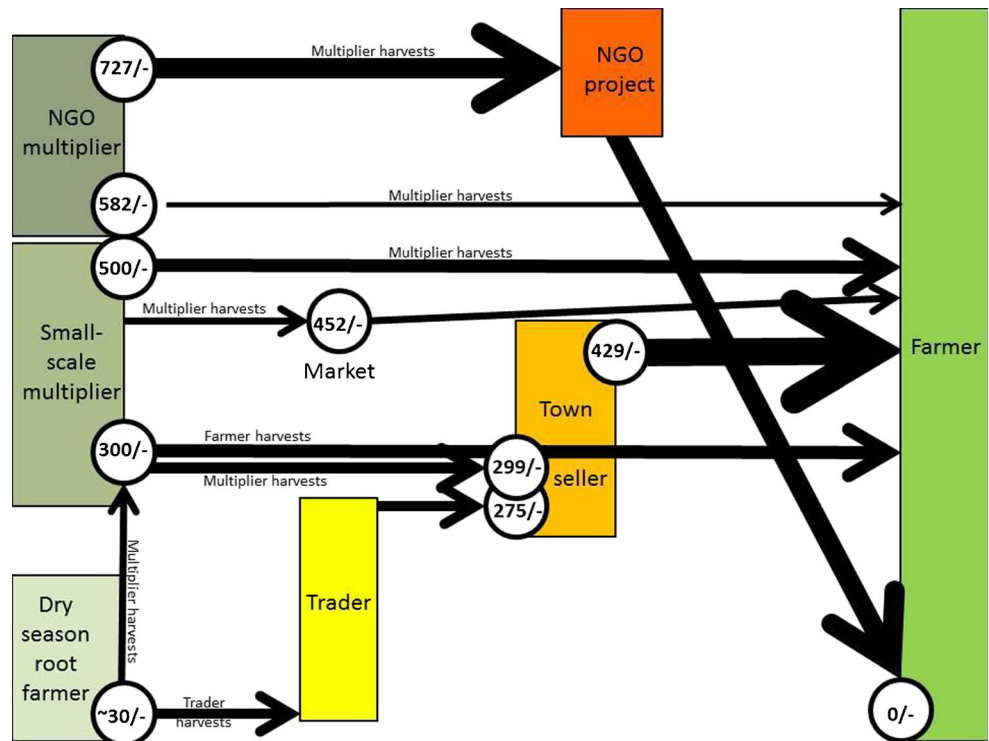 Multiplier harvests
NGO
project
727/-
NGO
multiplier
582/-
Multiplier harvests
500/-
Multiplier harvests
Multiplier harvests
452/-
Market
Small-
scale
multiplier
429/-
Farmer
Town
seller
300/-
Farmer harvests
Multiplier harvests
299/-
275/-
Multiplier harvests
Trader
Dry
season
root
farmer
~30/-
Trader
harvests
0/-